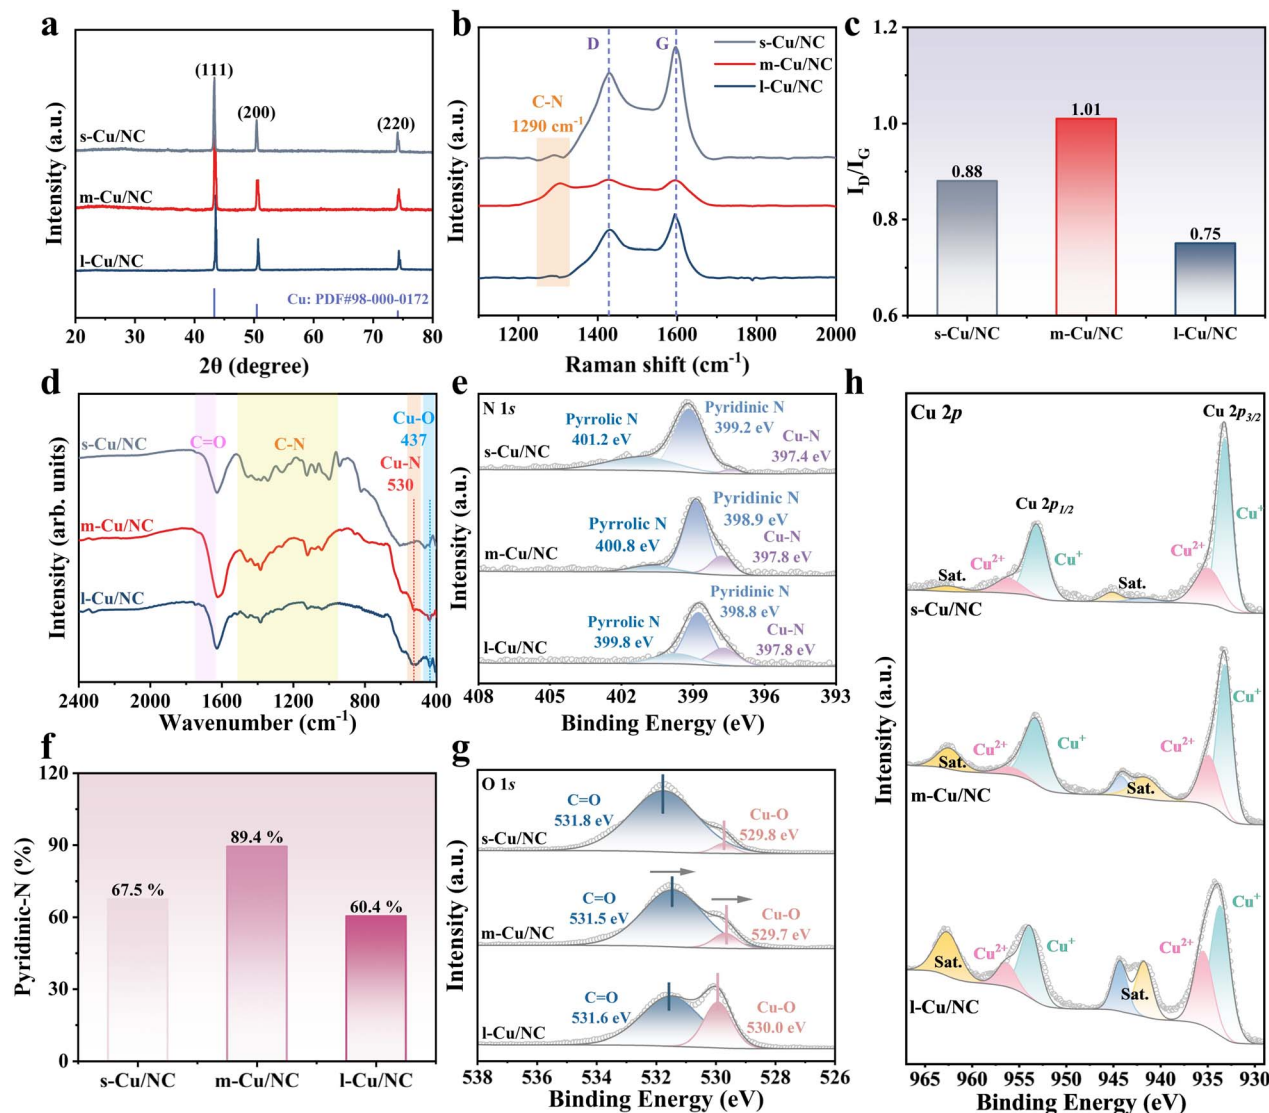 a
Intensity (a.u.)
(111)
(200)
(220)
s-Cu/NC
m-Cu/NC
l-Cu/NC
Cu: PDF#98-000-0172
20 30 40 50 60 70 80
2θ (degree)
b
Intensity (a.u.)
D
G
s-Cu/NC
m-Cu/NC
l-Cu/NC
C-N
1290 cm⁻¹
1200 1400 1600 1800 2000
Raman shift (cm⁻¹)
c
I_D/I_G
1.2
1.0
0.8
0.6
0.88
1.01
0.75
s-Cu/NC m-Cu/NC l-Cu/NC
d
Intensity (arb. units)
s-Cu/NC
C=O
C-N
Cu-O
437
Cu-N
530
m-Cu/NC
l-Cu/NC
2400 2000 1600 1200 800 400
Wavenumber (cm⁻¹)
e
Intensity (a.u.)
N 1s
s-Cu/NC
Pyrrolic N
401.2 eV
Pyridinic N
399.2 eV
Cu-N
397.4 eV
m-Cu/NC
Pyrrolic N
400.8 eV
Pyridinic N
398.9 eV
Cu-N
397.8 eV
l-Cu/NC
Pyrrolic N
399.8 eV
Pyridinic N
398.8 eV
Cu-N
397.8 eV
408 405 402 399 396 393
Binding Energy (eV)
f
Pyridinic-N (%)
120
90
60
30
0
67.5 %
89.4 %
60.4 %
s-Cu/NC m-Cu/NC l-Cu/NC
g
Intensity (a.u.)
O 1s
s-Cu/NC
C=O
531.8 eV
Cu-O
529.8 eV
m-Cu/NC
C=O
531.5 eV
Cu-O
529.7 eV
l-Cu/NC
C=O
531.6 eV
Cu-O
530.0 eV
538 536 534 532 530 528 526
Binding Energy (eV)
h
Intensity (a.u.)
Cu 2p
Cu 2p₃/₂
Cu 2p₁/₂
Sat.
Cu²⁺
Cu⁺
Sat.
Cu²⁺
Cu⁺
s-Cu/NC
Sat.
Cu²⁺
Cu⁺
Sat.
Cu²⁺
Cu⁺
m-Cu/NC
Sat.
Cu²⁺
Cu⁺
Sat.
Cu²⁺
Cu⁺
l-Cu/NC
965 960 955 950 945 940 935 930
Binding Energy (eV)